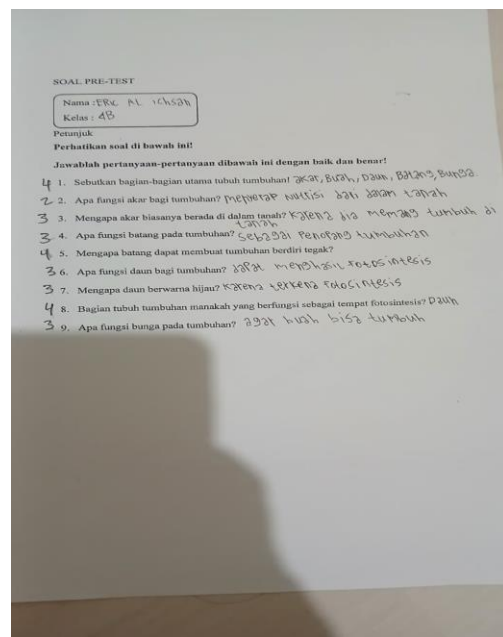 SOAL PRE-TEST
Nama : ERIK AL ichsan
Kelas : 4B
Petunjuk
Perhatikan soal di bawah ini!
Jawablah pertanyaan-pertanyaan dibawah ini dengan baik dan benar!
4 1. Sebutkan bagian-bagian utama tubuh tumbuhan! akar, Buah, Daun, Batang, Bunga.
2 2. Apa fungsi akar bagi tumbuhan? menyerap nutrisi dari dalam tanah
3 3. Mengapa akar biasanya berada di dalam tanah? karena dia memang tumbuh di
tanah
3 4. Apa fungsi batang pada tumbuhan? sebagai Penopang tumbuhan
4 5. Mengapa batang dapat membuat tumbuhan berdiri tegak?
3 6. Apa fungsi daun bagi tumbuhan? dapat menghasil fotosintesis
3 7. Mengapa daun berwarna hijau? karena terkena fotosintesis
4 8. Bagian tubuh tumbuhan manakah yang berfungsi sebagai tempat fotosintesis? Daun
3 9. Apa fungsi bunga pada tumbuhan? agar buah bisa tumbuh